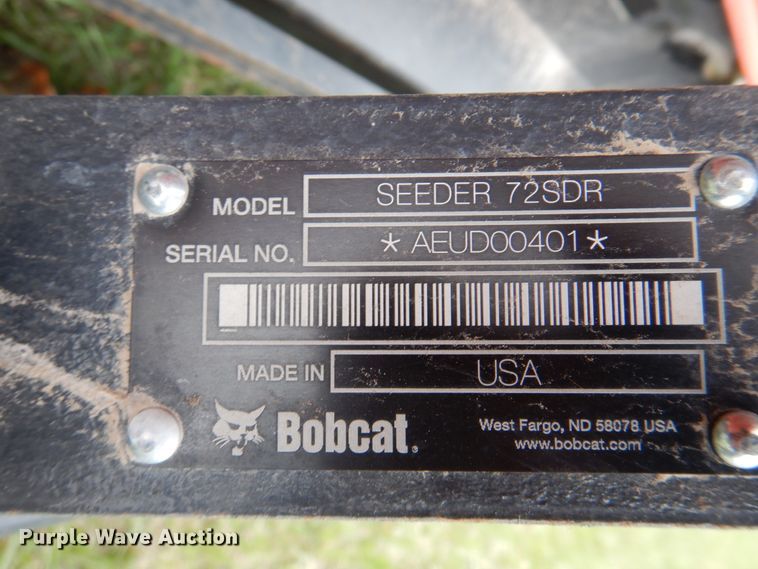 MODEL SEEDER 72SDR
SERIAL NO. *AEUD00401*
MADE IN USA
Bobcat®
West Fargo, ND 58078 USA
www.bobcat.com
Purple Wave Auction